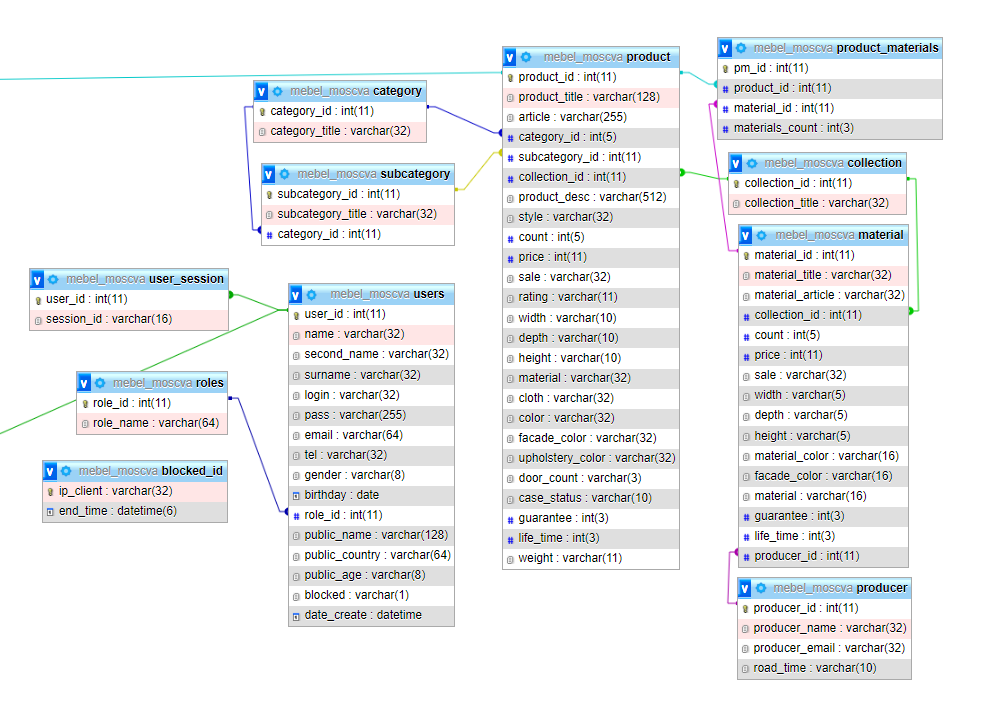 mebel_moscva category
category_id : int(11)
category_title : varchar(32)
mebel_moscva subcategory
subcategory_id : int(11)
subcategory_title : varchar(32)
category_id : int(11)
mebel_moscva user_session
user_id : int(11)
session_id : varchar(16)
mebel_moscva roles
role_id : int(11)
role_name : varchar(64)
mebel_moscva blocked_id
ip_client : varchar(32)
end_time : datetime(6)
mebel_moscva users
user_id : int(11)
name : varchar(32)
second_name : varchar(32)
surname : varchar(32)
login : varchar(32)
pass : varchar(255)
email : varchar(64)
tel : varchar(32)
gender : varchar(8)
birthday : date
role_id : int(11)
public_name : varchar(128)
public_country : varchar(64)
public_age : varchar(8)
blocked : varchar(1)
date_create : datetime
mebel_moscva product
product_id : int(11)
product_title : varchar(128)
article : varchar(255)
category_id : int(5)
subcategory_id : int(11)
collection_id : int(11)
product_desc : varchar(512)
style : varchar(32)
count : int(5)
price : int(11)
sale : varchar(32)
rating : varchar(11)
width : varchar(10)
depth : varchar(10)
height : varchar(10)
material : varchar(32)
cloth : varchar(32)
color : varchar(32)
facade_color : varchar(32)
upholstery_color : varchar(32)
door_count : varchar(3)
case_status : varchar(10)
guarantee : int(3)
life_time : int(3)
weight : varchar(11)
mebel_moscva product_materials
pm_id : int(11)
product_id : int(11)
material_id : int(11)
materials_count : int(3)
mebel_moscva collection
collection_id : int(11)
collection_title : varchar(32)
mebel_moscva material
material_id : int(11)
material_title : varchar(32)
material_article : varchar(32)
collection_id : int(11)
count : int(5)
price : int(11)
sale : varchar(32)
width : varchar(5)
depth : varchar(5)
height : varchar(5)
material_color : varchar(16)
facade_color : varchar(16)
material : varchar(16)
guarantee : int(3)
life_time : int(3)
producer_id : int(11)
mebel_moscva producer
producer_id : int(11)
producer_name : varchar(32)
producer_email : varchar(32)
road_time : varchar(10)